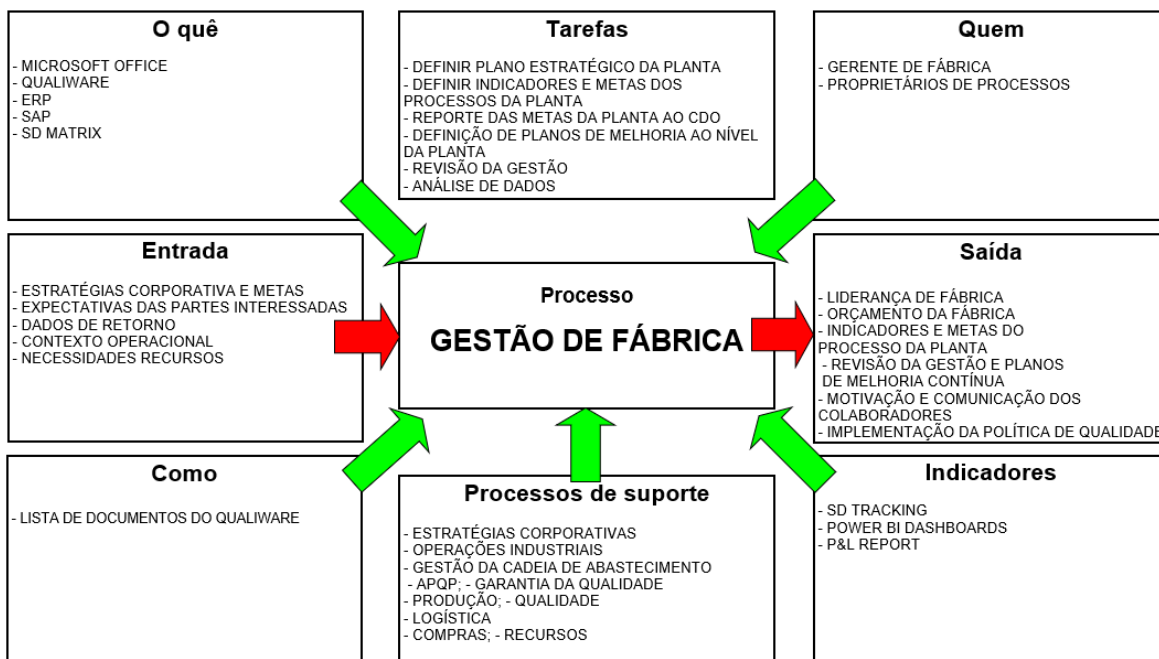 O quê
- MICROSOFT OFFICE
- QUALIWARE
- ERP
- SAP
- SD MATRIX
Tarefas
- DEFINIR PLANO ESTRATÉGICO DA PLANTA
- DEFINIR INDICADORES E METAS DOS
PROCESSOS DA PLANTA
- REPORTE DAS METAS DA PLANTA AO CDO
- DEFINIÇÃO DE PLANOS DE MELHORIA AO NÍVEL
DA PLANTA
- REVISÃO DA GESTÃO
- ANÁLISE DE DADOS
Quem
- GERENTE DE FÁBRICA
- PROPRIETÁRIOS DE PROCESSOS
Entrada
- ESTRATÉGIAS CORPORATIVA E METAS
- EXPECTATIVAS DAS PARTES INTERESSADAS
- DADOS DE RETORNO
- CONTEXTO OPERACIONAL
- NECESSIDADES RECURSOS
Processo
GESTÃO DE FÁBRICA
Saída
- LIDERANÇA DE FÁBRICA
- ORÇAMENTO DA FÁBRICA
- INDICADORES E METAS DO
PROCESSO DA PLANTA
- REVISÃO DA GESTÃO E PLANOS
DE MELHORIA CONTÍNUA
- MOTIVAÇÃO E COMUNICAÇÃO DOS
COLABORADORES
- IMPLEMENTAÇÃO DA POLÍTICA DE QUALIDADE
Como
- LISTA DE DOCUMENTOS DO QUALIWARE
Processos de suporte
- ESTRATÉGIAS CORPORATIVAS
- OPERAÇÕES INDUSTRIAIS
- GESTÃO DA CADEIA DE ABASTECIMENTO
- APQP; - GARANTIA DA QUALIDADE
- PRODUÇÃO; - QUALIDADE
- LOGÍSTICA
- COMPRAS; - RECURSOS
Indicadores
- SD TRACKING
- POWER BI DASHBOARDS
- P&L REPORT